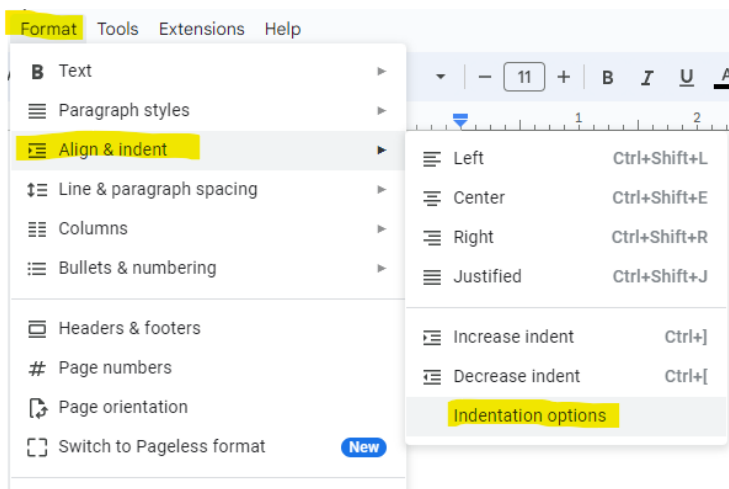 Format Tools Extensions Help
B Text
Paragraph styles
Align & indent
Line & paragraph spacing
Columns
Bullets & numbering
Headers & footers
# Page numbers
Page orientation
Switch to Pageless format New
− 11 + B I U A
1 2
Left Ctrl+Shift+L
Center Ctrl+Shift+E
Right Ctrl+Shift+R
Justified Ctrl+Shift+J
Increase indent Ctrl+]
Decrease indent Ctrl+[
Indentation options